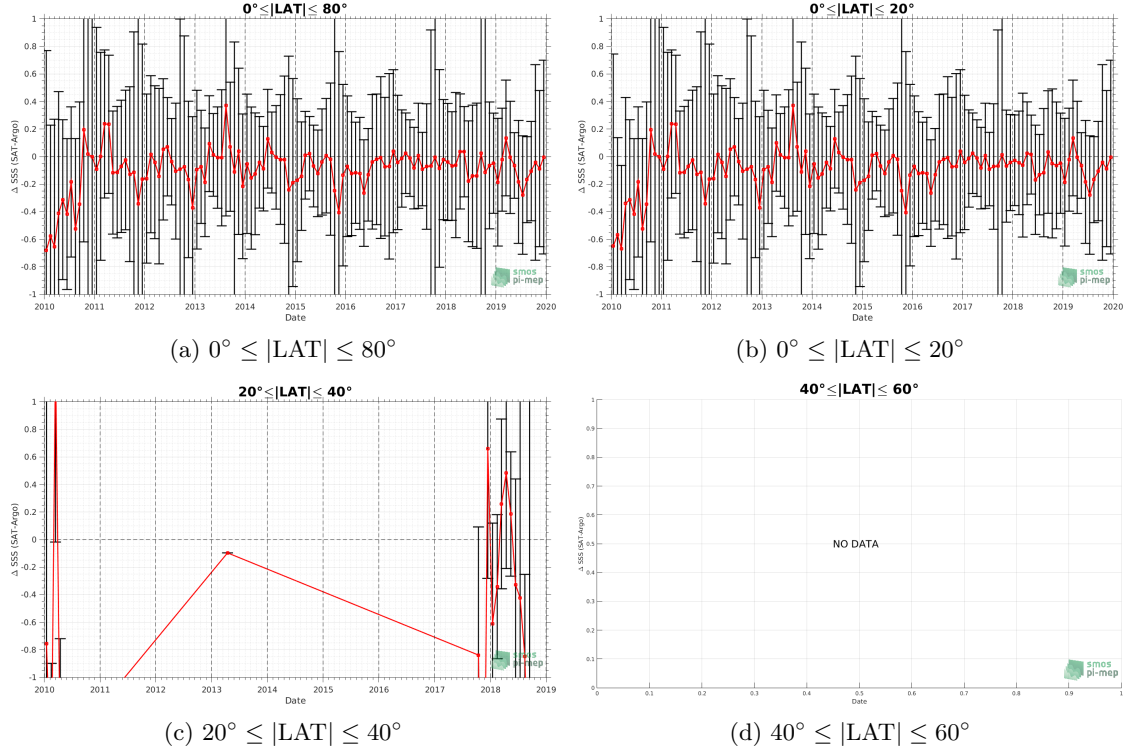 0°≤|LAT|≤ 80°
Δ SSS (SAT-Argo)
1
0.8
0.6
0.4
0.2
0
-0.2
-0.4
-0.6
-0.8
-1
2010 2011 2012 2013 2014 2015 2016 2017 2018 2019 2020
Date
smos
pi-mep
(a) 0° ≤ |LAT| ≤ 80°
0°≤|LAT|≤ 20°
Δ SSS (SAT-Argo)
1
0.8
0.6
0.4
0.2
0
-0.2
-0.4
-0.6
-0.8
-1
2010 2011 2012 2013 2014 2015 2016 2017 2018 2019 2020
Date
smos
pi-mep
(b) 0° ≤ |LAT| ≤ 20°
20°≤|LAT|≤ 40°
Δ SSS (SAT-Argo)
1
0.8
0.6
0.4
0.2
0
-0.2
-0.4
-0.6
-0.8
-1
2010 2011 2012 2013 2014 2015 2016 2017 2018 2019
Date
smos
pi-mep
(c) 20° ≤ |LAT| ≤ 40°
40°≤|LAT|≤ 60°
Δ SSS (SAT-Argo)
1
0.9
0.8
0.7
0.6
0.5
0.4
0.3
0.2
0.1
0
NO DATA
0 0.1 0.2 0.3 0.4 0.5 0.6 0.7 0.8 0.9 1
Date
smos
pi-mep
(d) 40° ≤ |LAT| ≤ 60°